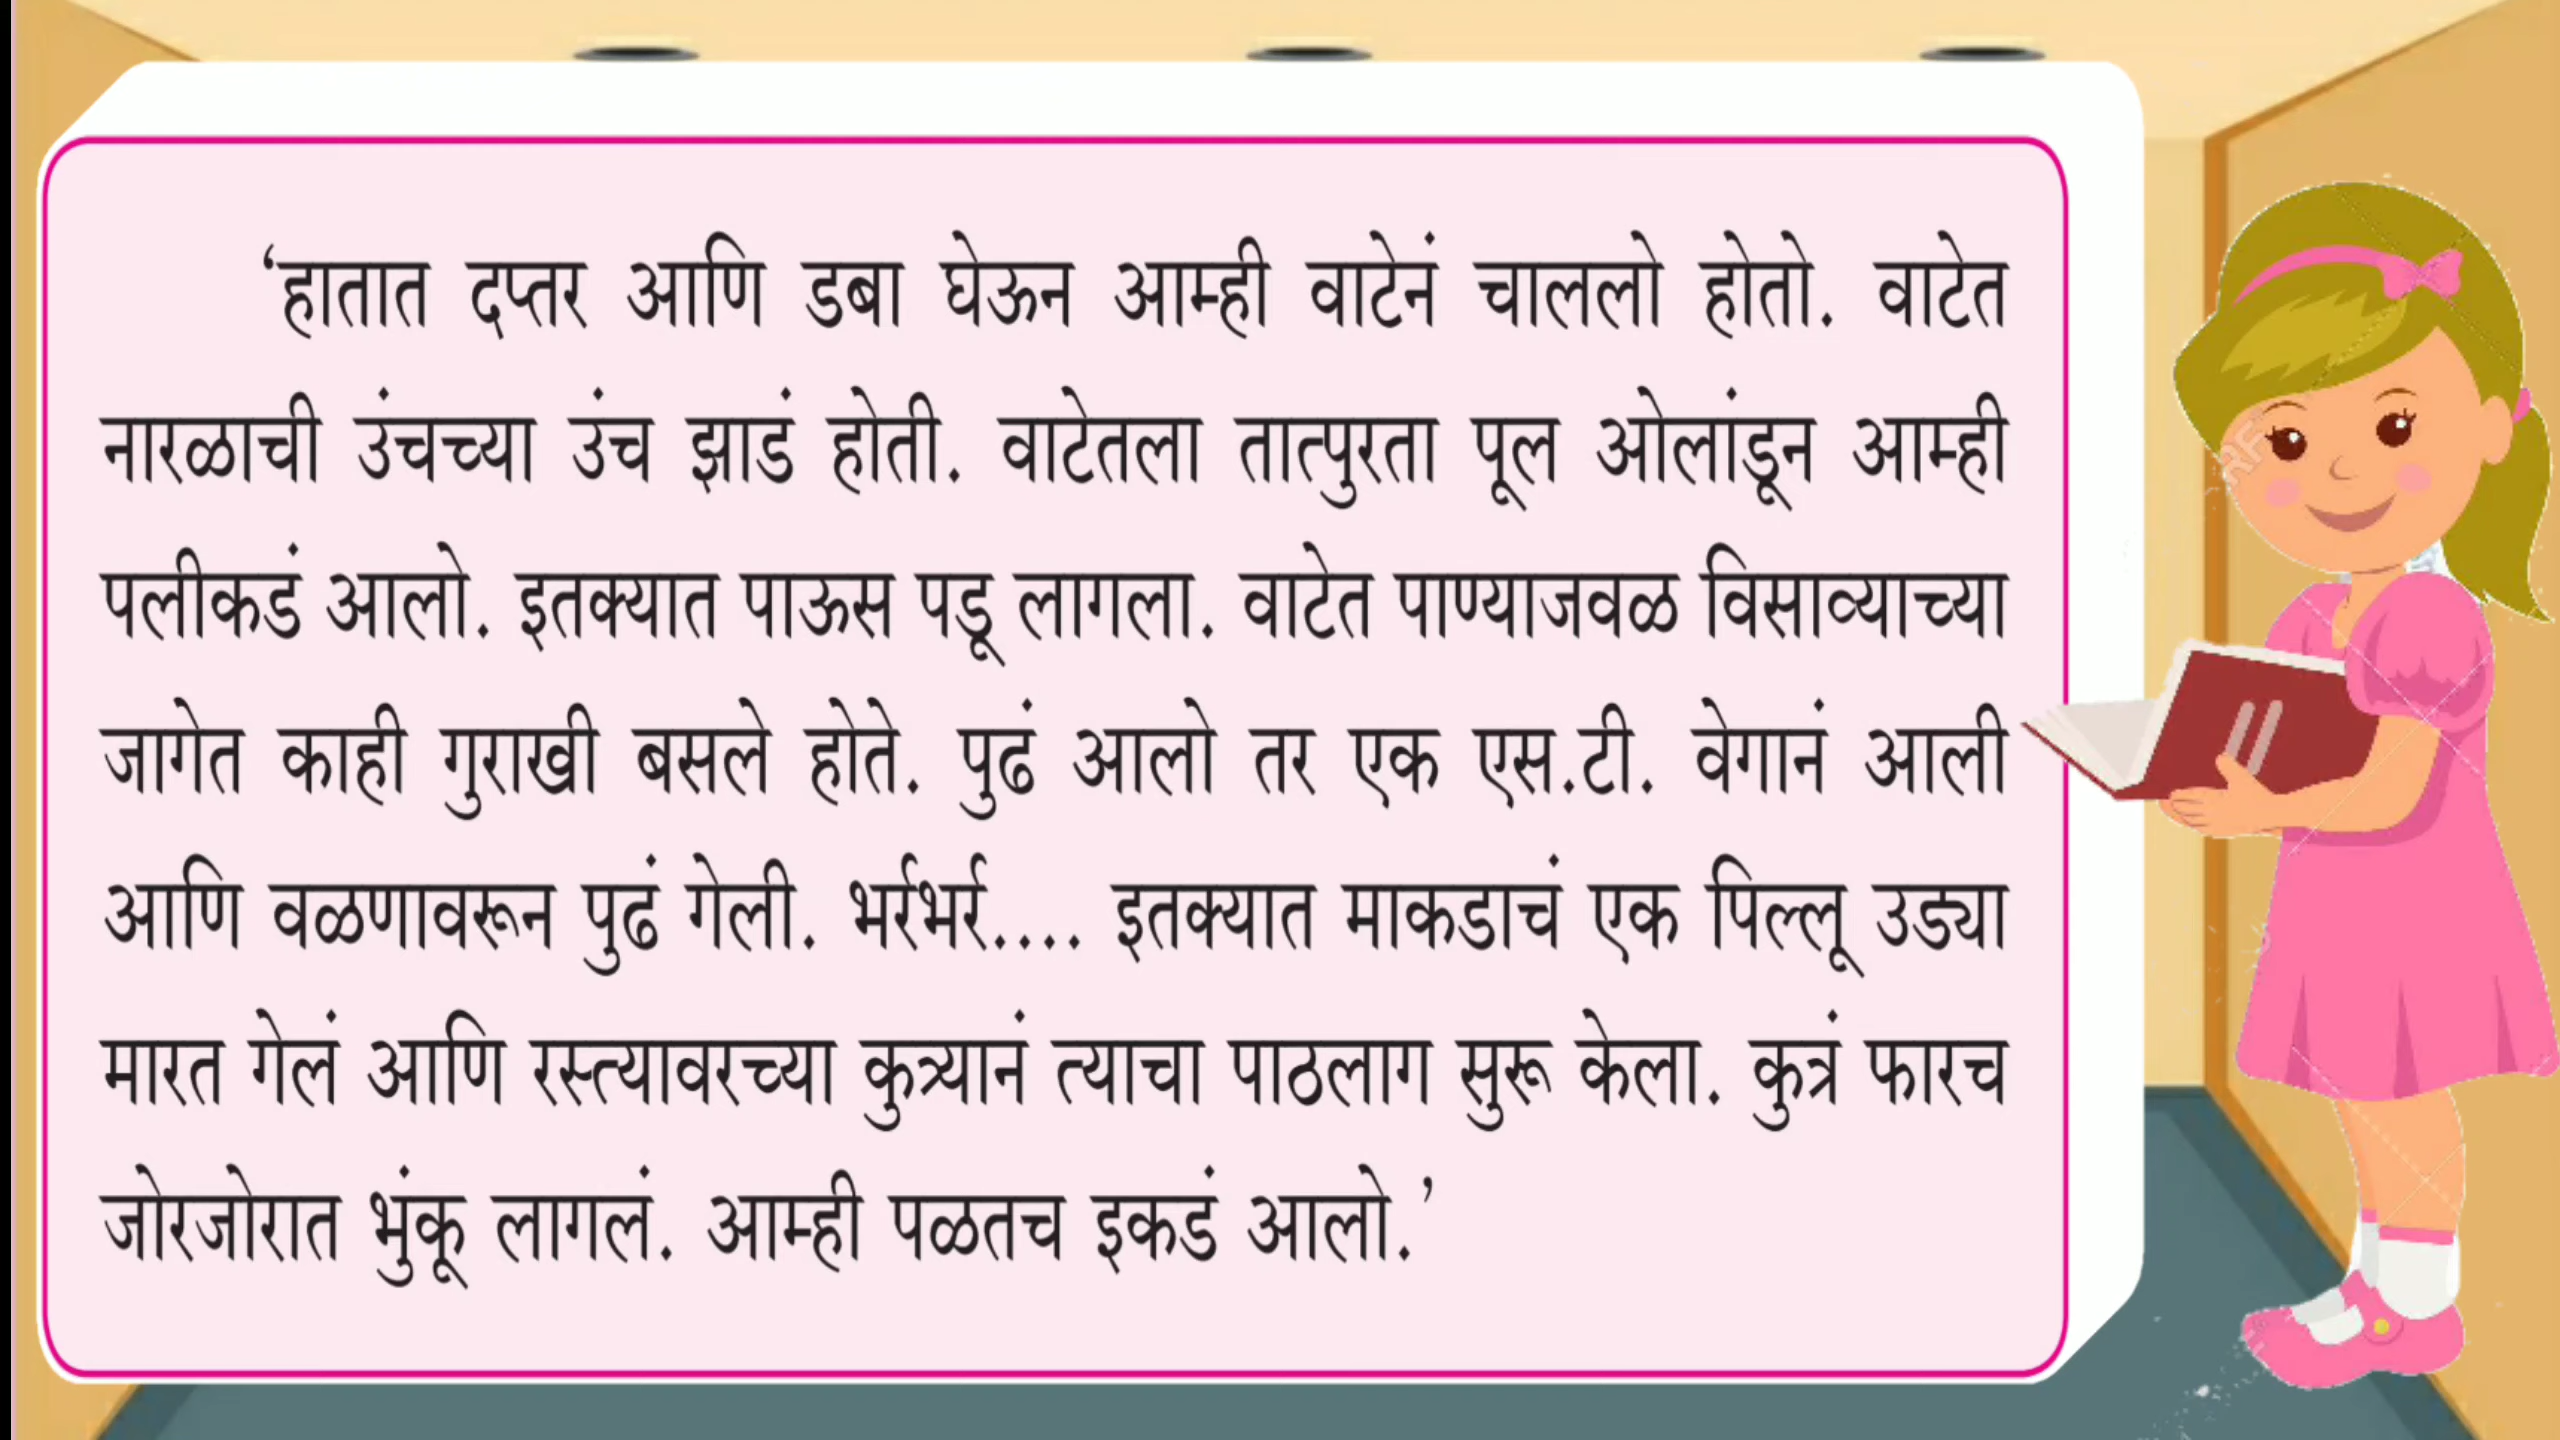 ‘हातात दप्तर आणि डबा घेऊन आम्ही वाटेनं चाललो होतो. वाटेत
नारळाची उंचच्या उंच झाडं होती. वाटेतला तात्पुरता पूल ओलांडून आम्ही
पलीकडं आलो. इतक्यात पाऊस पडू लागला. वाटेत पाण्याजवळ विसाव्याच्या
जागेत काही गुराखी बसले होते. पुढं आलो तर एक एस.टी. वेगानं आली
आणि वळणावरून पुढं गेली. भर्रभर्र.... इतक्यात माकडाचं एक पिल्लू उड्या
मारत गेलं आणि रस्त्यावरच्या कुत्र्यानं त्याचा पाठलाग सुरू केला. कुत्रं फारच
जोरजोरात भुंकू लागलं. आम्ही पळतच इकडं आलो.’